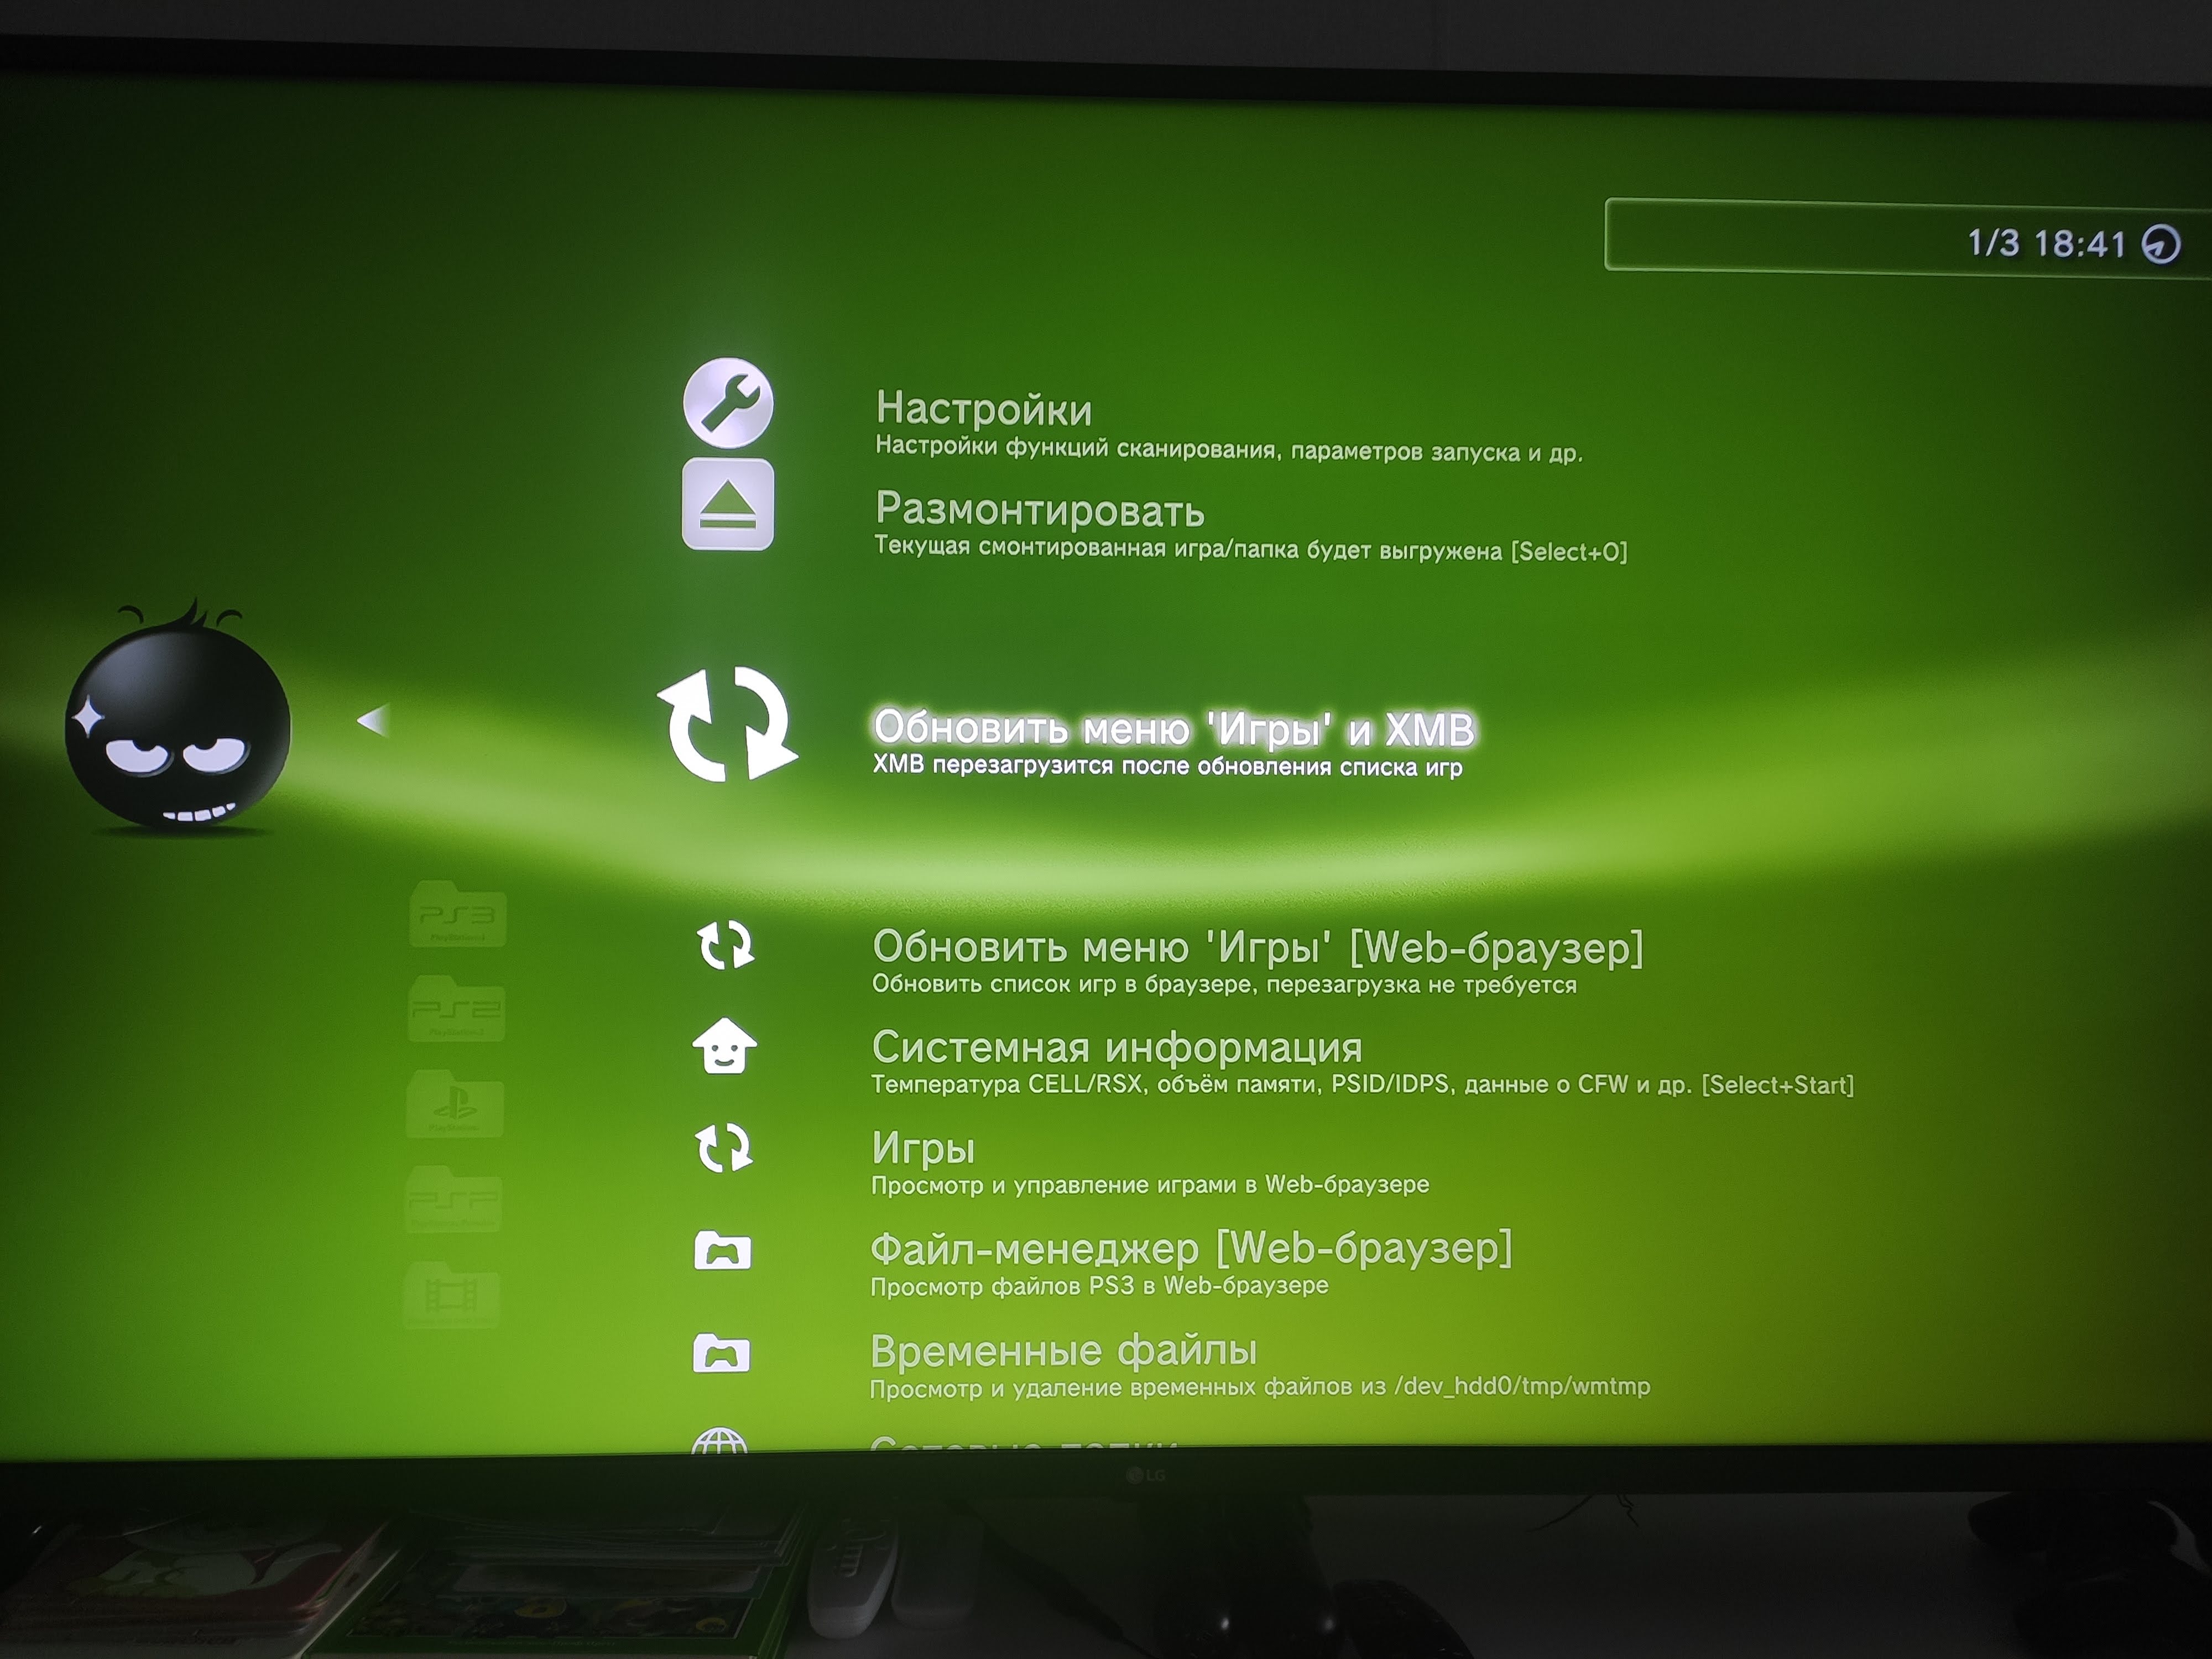 1/3 18:41
Настройки
Настройки функций сканирования, параметров запуска и др.
Размонтировать
Текущая смонтированная игра/папка будет выгружена [Select+O]
Обновить меню 'Игры' и XMB
XMB перезагрузится после обновления списка игр
PS3
Обновить меню 'Игры' [Web-браузер]
Обновить список игр в браузере, перезагрузка не требуется
PS2
Системная информация
Температура CELL/RSX, объём памяти, PSID/IDPS, данные о CFW и др. [Select+Start]
Игры
Просмотр и управление играми в Web-браузере
PSP
Файл-менеджер [Web-браузер]
Просмотр файлов PS3 в Web-браузере
Временные файлы
Просмотр и удаление временных файлов из /dev_hdd0/tmp/wmtmp
LG